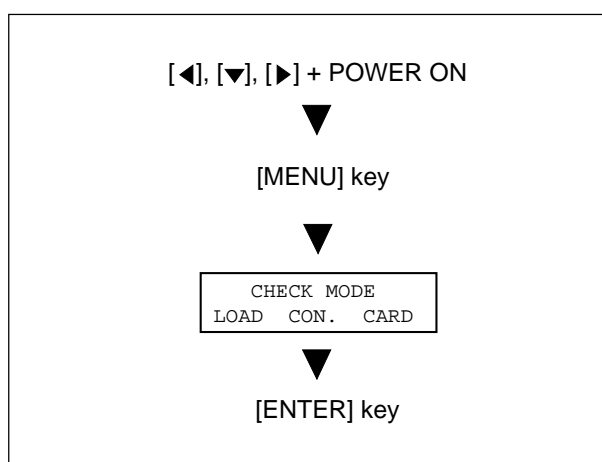 [◀], [▼], [▶] + POWER ON
[MENU] key
CHECK MODE
LOAD CON. CARD
[ENTER] key